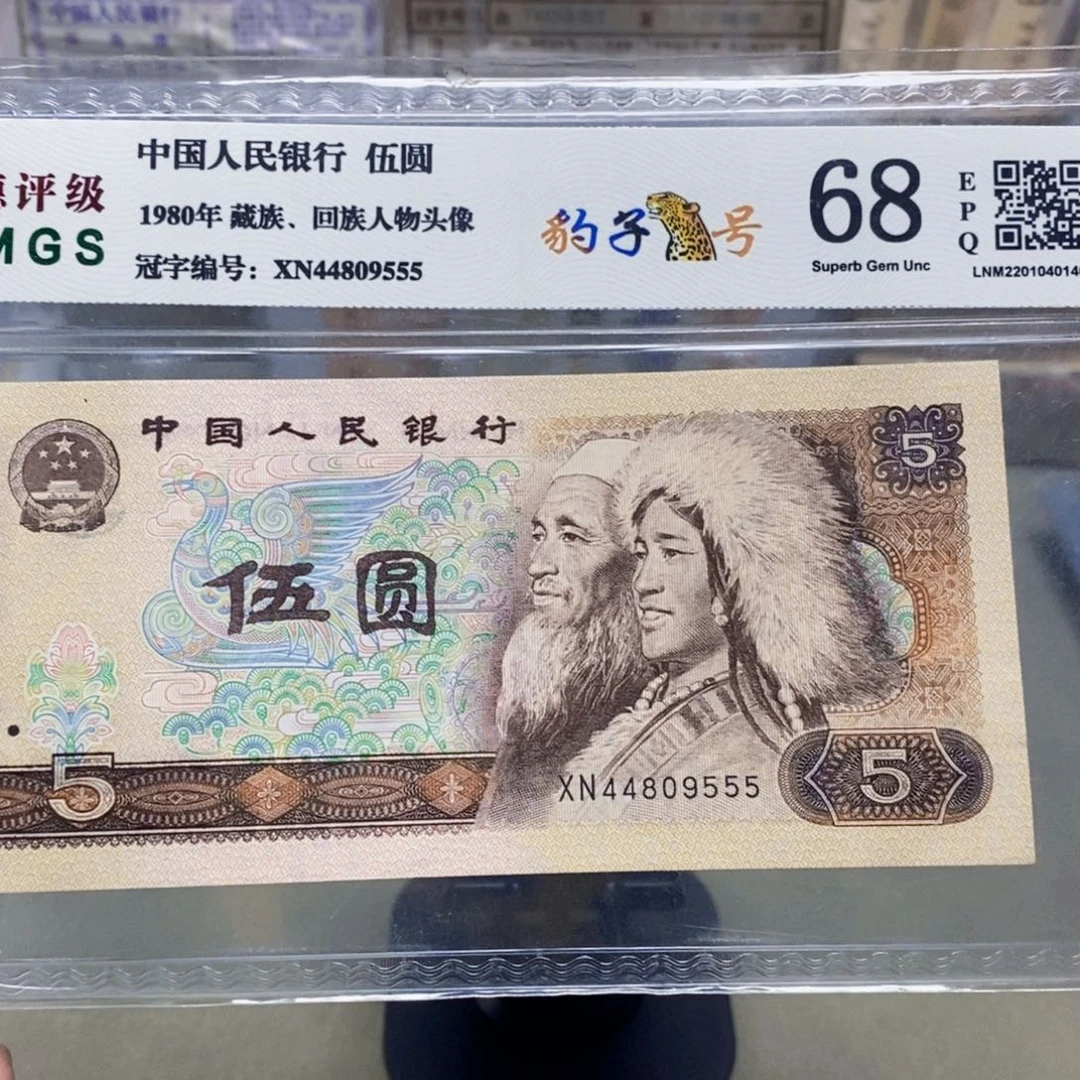 评级
MGS
中国人民银行 伍圆
1980年 藏族、回族人物头像
冠字编号：XN44809555
豹子号
68
Superb Gem Unc
EPQ
LNM220104014
中国人民银行
5
伍圆
5
XN44809555
5